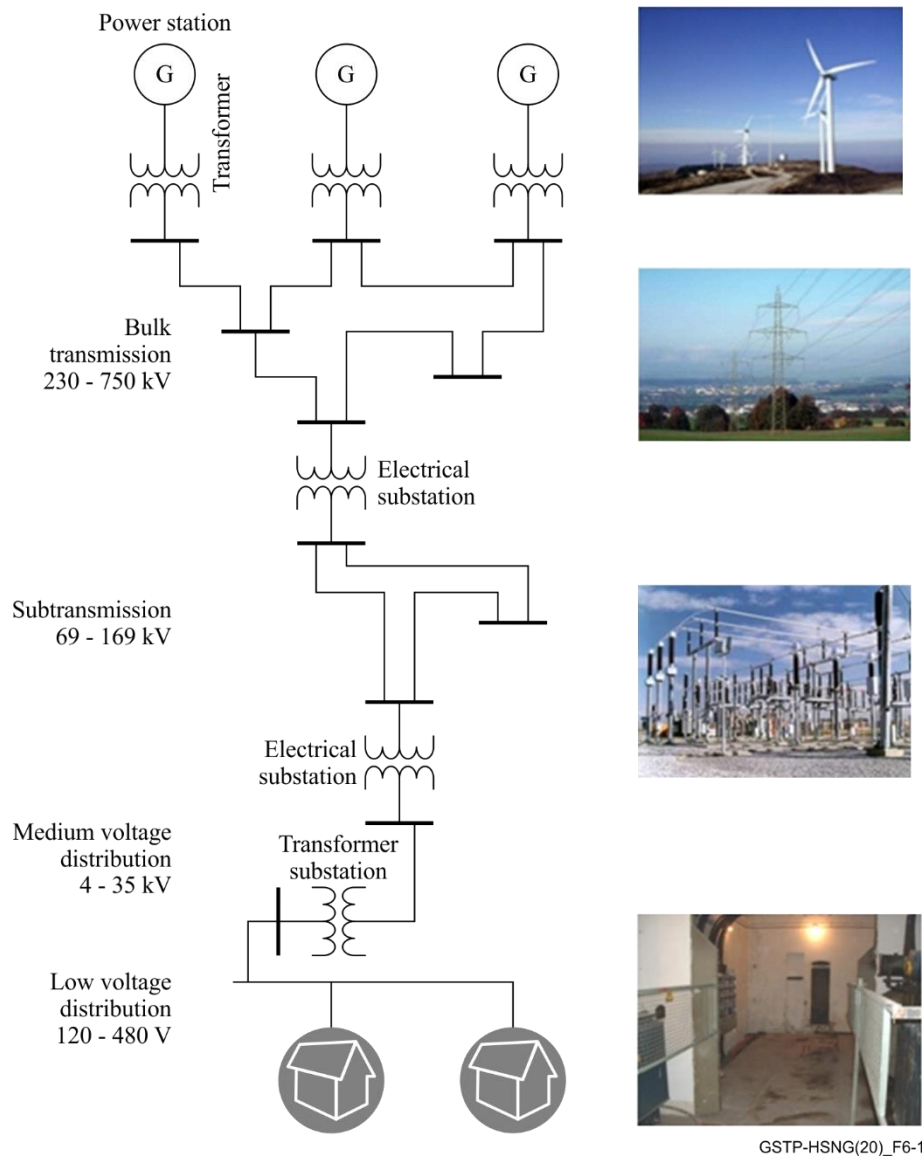 Power station
G
G
G
Transformer
Bulk
transmission
230 - 750 kV
Electrical
substation
Subtransmission
69 - 169 kV
Electrical
substation
Medium voltage
distribution
4 - 35 kV
Transformer
substation
Low voltage
distribution
120 - 480 V
GSTP-HSNG(20)_F6-1